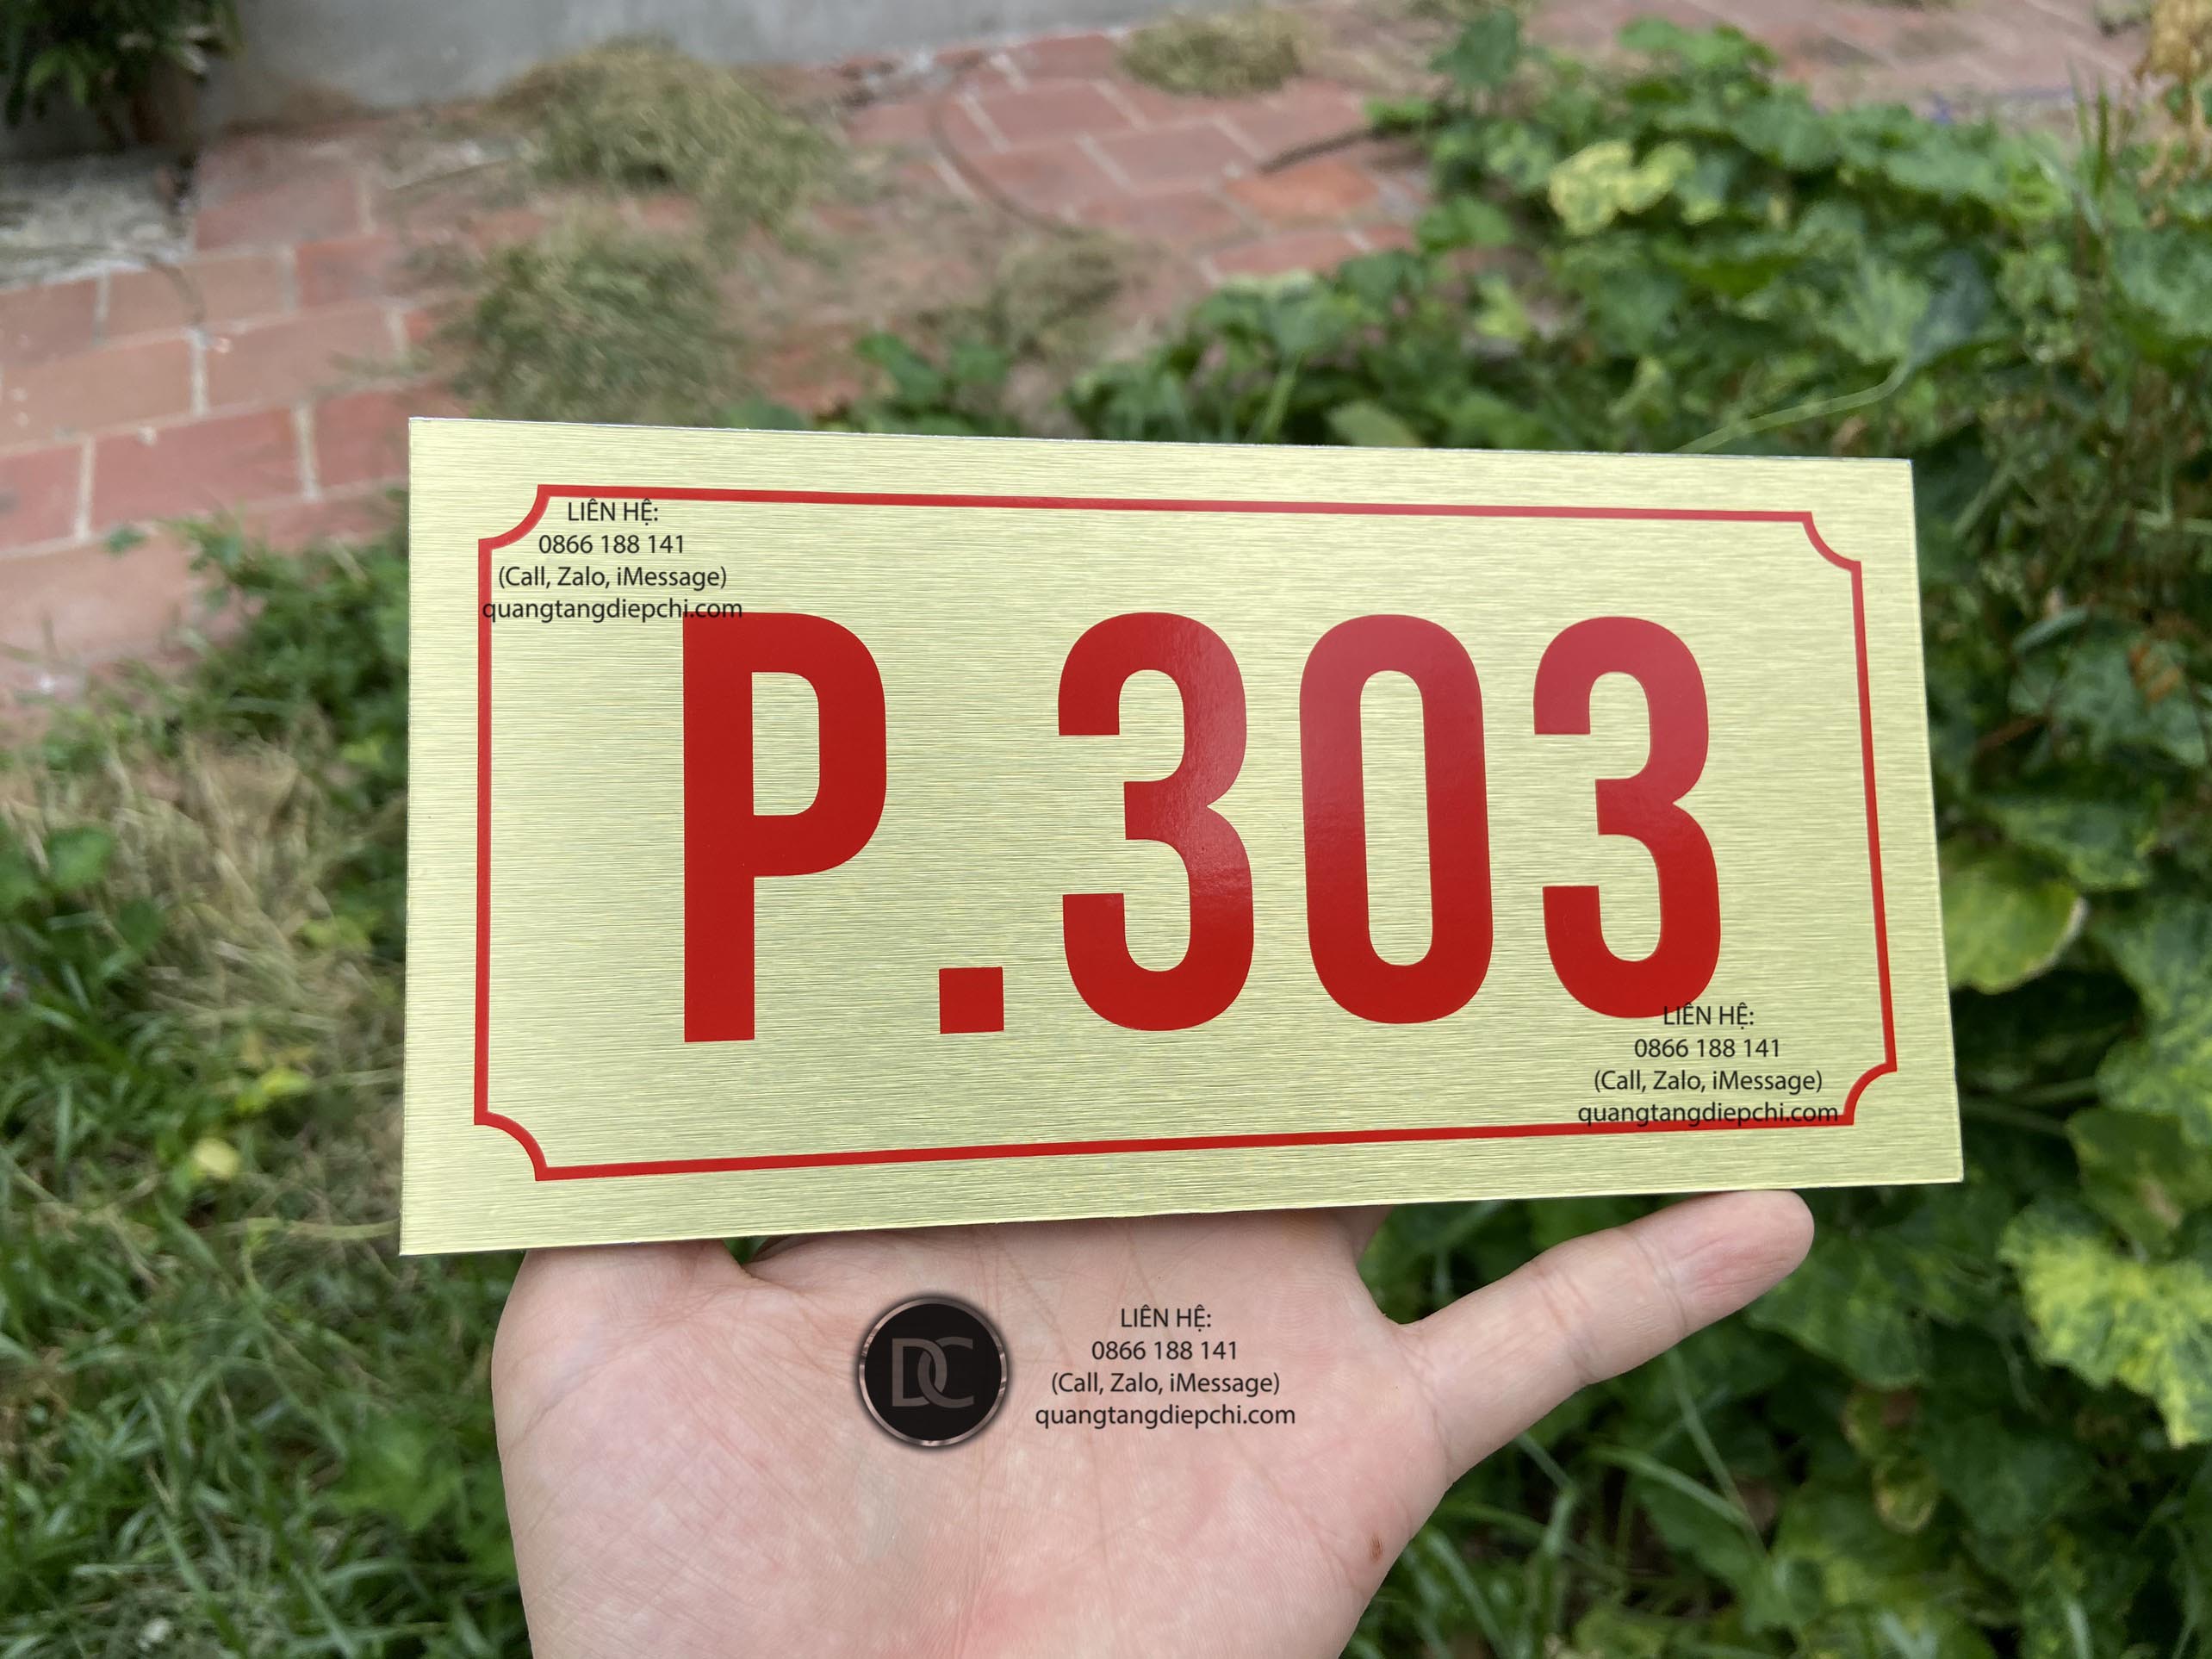 LIÊN HỆ:
0866 188 141
(Call, Zalo, iMessage)
quangtangdiepchi.com
P.303
LIÊN HỆ:
0866 188 141
(Call, Zalo, iMessage)
quangtangdiepchi.com
DC
LIÊN HỆ:
0866 188 141
(Call, Zalo, iMessage)
quangtangdiepchi.com